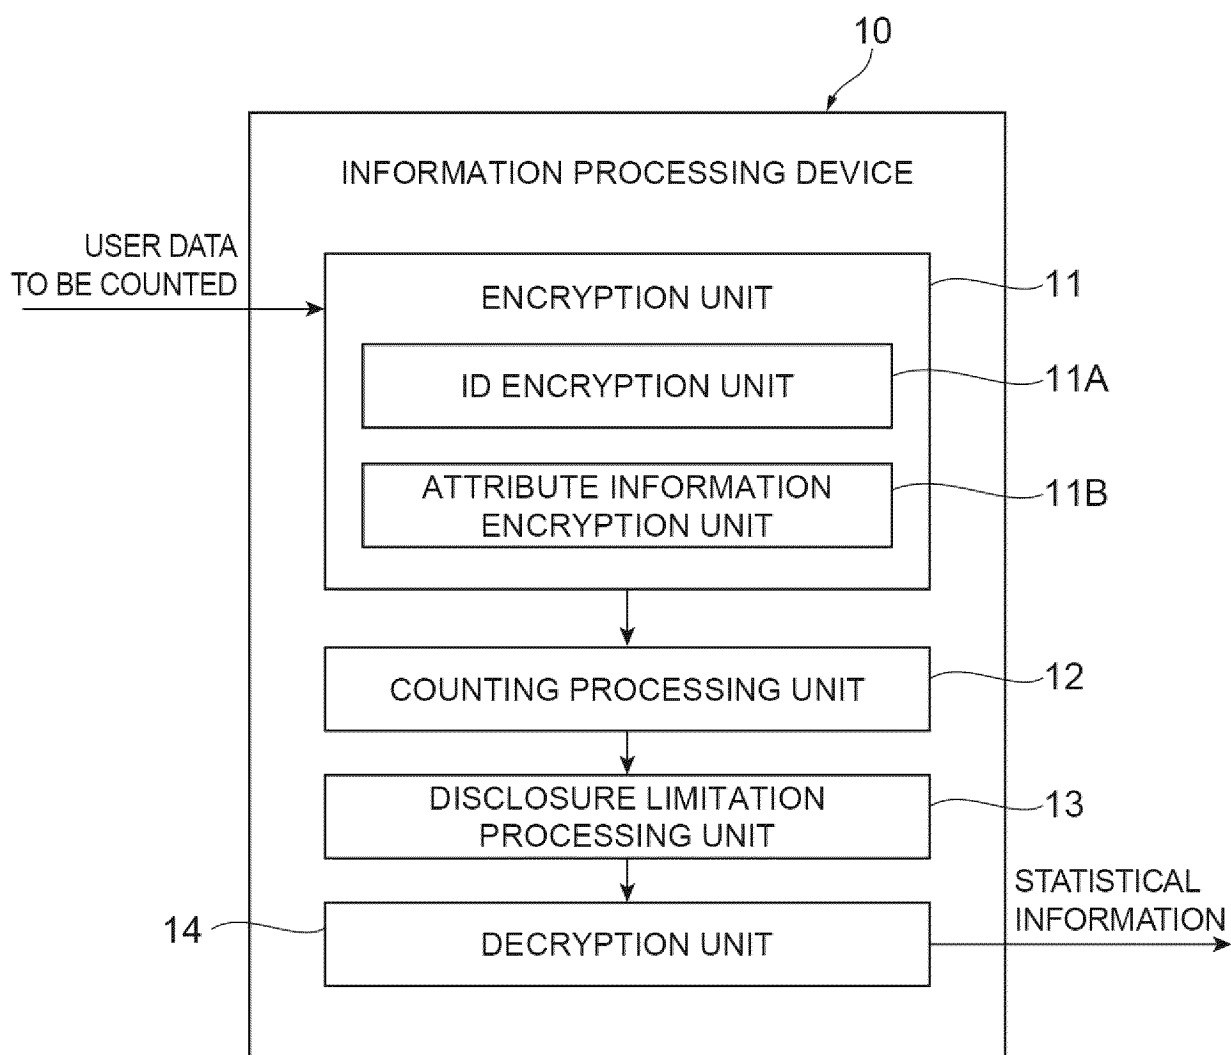 10
INFORMATION PROCESSING DEVICE
USER DATA
TO BE COUNTED
ENCRYPTION UNIT
11
ID ENCRYPTION UNIT
11A
ATTRIBUTE INFORMATION
ENCRYPTION UNIT
11B
COUNTING PROCESSING UNIT
12
DISCLOSURE LIMITATION
PROCESSING UNIT
13
14
DECRYPTION UNIT
STATISTICAL
INFORMATION